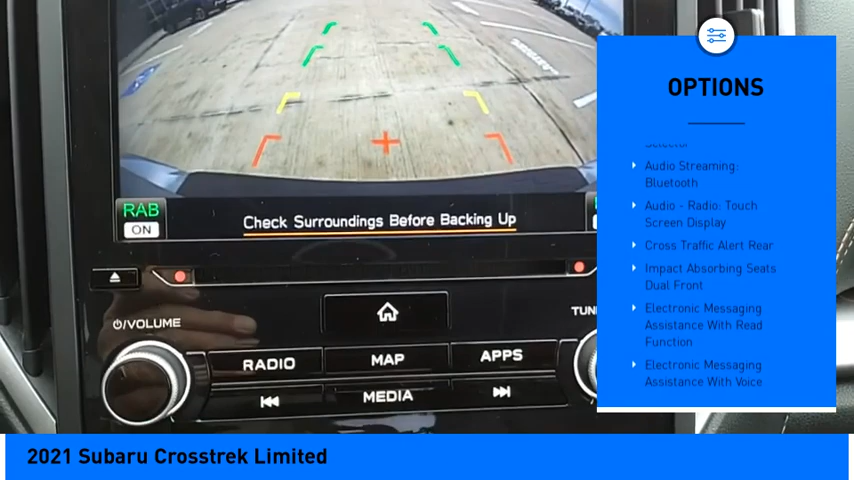 OPTIONS
Audio Streaming:
Bluetooth
Audio - Radio: Touch
Screen Display
Cross Traffic Alert Rear
Impact Absorbing Seats
Dual Front
Electronic Messaging
Assistance With Read
Function
Electronic Messaging
Assistance With Voice
RAB
ON
Check Surroundings Before Backing Up
⏻/VOLUME
TUN
RADIO
MAP
APPS
MEDIA
2021 Subaru Crosstrek Limited